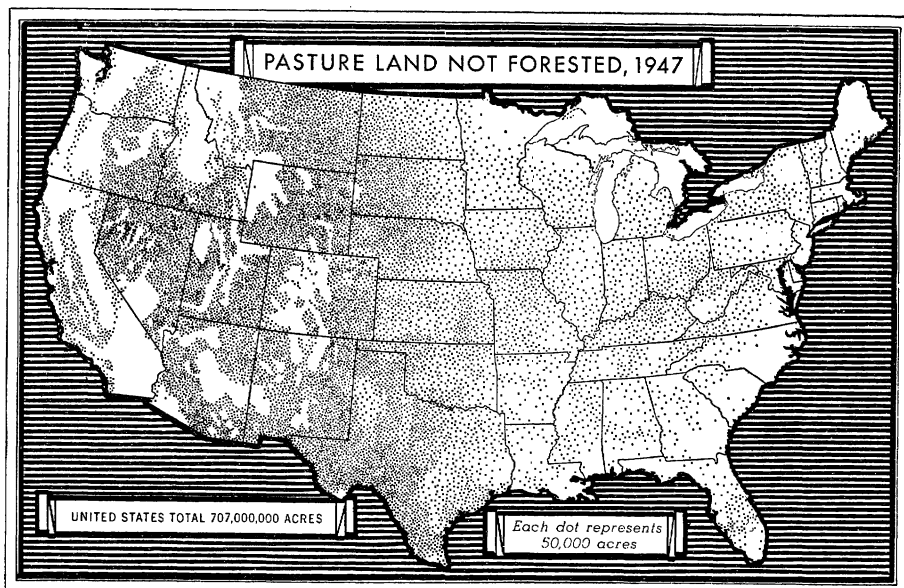 PASTURE LAND NOT FORESTED, 1947
UNITED STATES TOTAL 707,000,000 ACRES
Each dot represents
50,000 acres